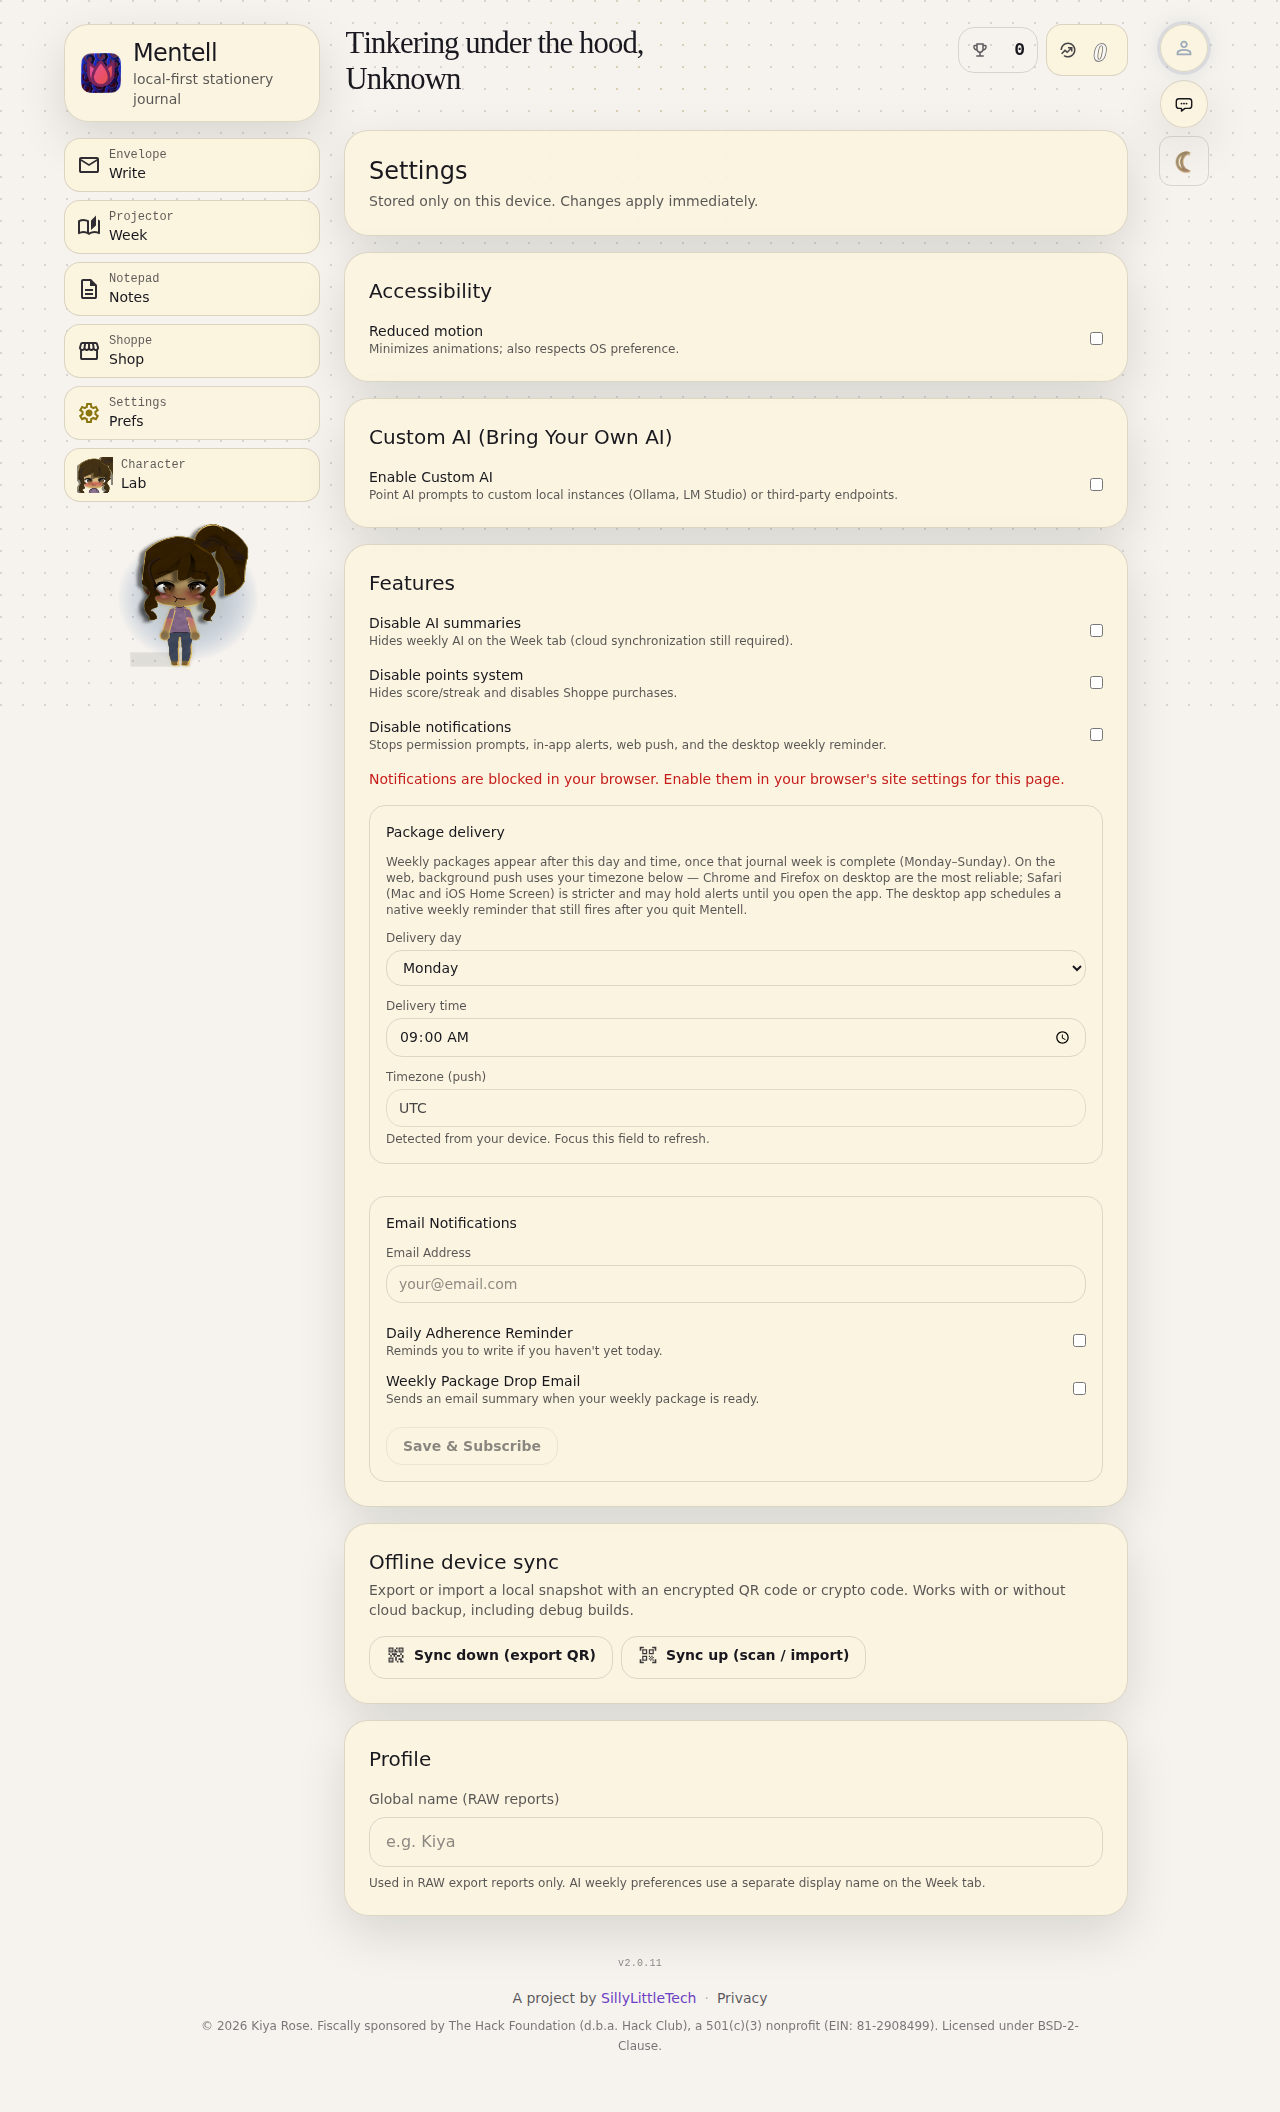 Mentell
local-first stationery
journal
Envelope
Write
Projector
Week
Notepad
Notes
Shoppe
Shop
Settings
Prefs
Character
Lab
Tinkering under the hood,
Unknown
0
0
Settings
Stored only on this device. Changes apply immediately.
Accessibility
Reduced motion
Minimizes animations; also respects OS preference.
Custom AI (Bring Your Own AI)
Enable Custom AI
Point AI prompts to custom local instances (Ollama, LM Studio) or third-party endpoints.
Features
Disable AI summaries
Hides weekly AI on the Week tab (cloud synchronization still required).
Disable points system
Hides score/streak and disables Shoppe purchases.
Disable notifications
Stops permission prompts, in-app alerts, web push, and the desktop weekly reminder.
Notifications are blocked in your browser. Enable them in your browser's site settings for this page.
Package delivery
Weekly packages appear after this day and time, once that journal week is complete (Monday–Sunday). On the
web, background push uses your timezone below — Chrome and Firefox on desktop are the most reliable; Safari
(Mac and iOS Home Screen) is stricter and may hold alerts until you open the app. The desktop app schedules a
native weekly reminder that still fires after you quit Mentell.
Delivery day
Monday
Delivery time
09:00 AM
Timezone (push)
UTC
Detected from your device. Focus this field to refresh.
Email Notifications
Email Address
your@email.com
Daily Adherence Reminder
Reminds you to write if you haven't yet today.
Weekly Package Drop Email
Sends an email summary when your weekly package is ready.
Save & Subscribe
Offline device sync
Export or import a local snapshot with an encrypted QR code or crypto code. Works with or without
cloud backup, including debug builds.
Sync down (export QR)
Sync up (scan / import)
Profile
Global name (RAW reports)
e.g. Kiya
Used in RAW export reports only. AI weekly preferences use a separate display name on the Week tab.
v2.0.11
A project by SillyLittleTech · Privacy
© 2026 Kiya Rose. Fiscally sponsored by The Hack Foundation (d.b.a. Hack Club), a 501(c)(3) nonprofit (EIN: 81-2908499). Licensed under BSD-2-
Clause.